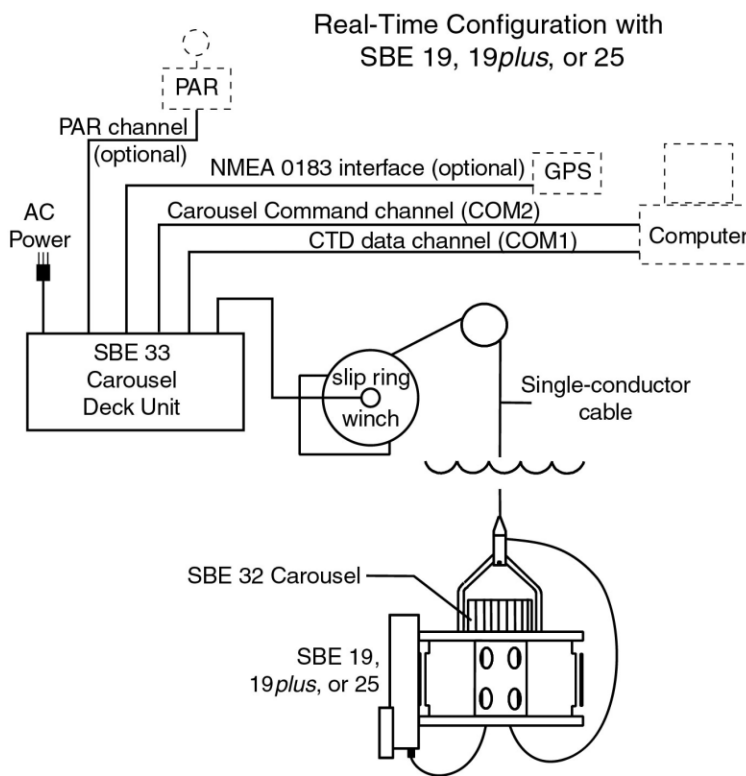 Real-Time Configuration with
SBE 19, 19plus, or 25
PAR
PAR channel
(optional)
NMEA 0183 interface (optional)
GPS
AC
Power
Carousel Command channel (COM2)
CTD data channel (COM1)
Computer
SBE 33
Carousel
Deck Unit
slip ring
winch
Single-conductor
cable
SBE 32 Carousel
SBE 19,
19plus, or 25